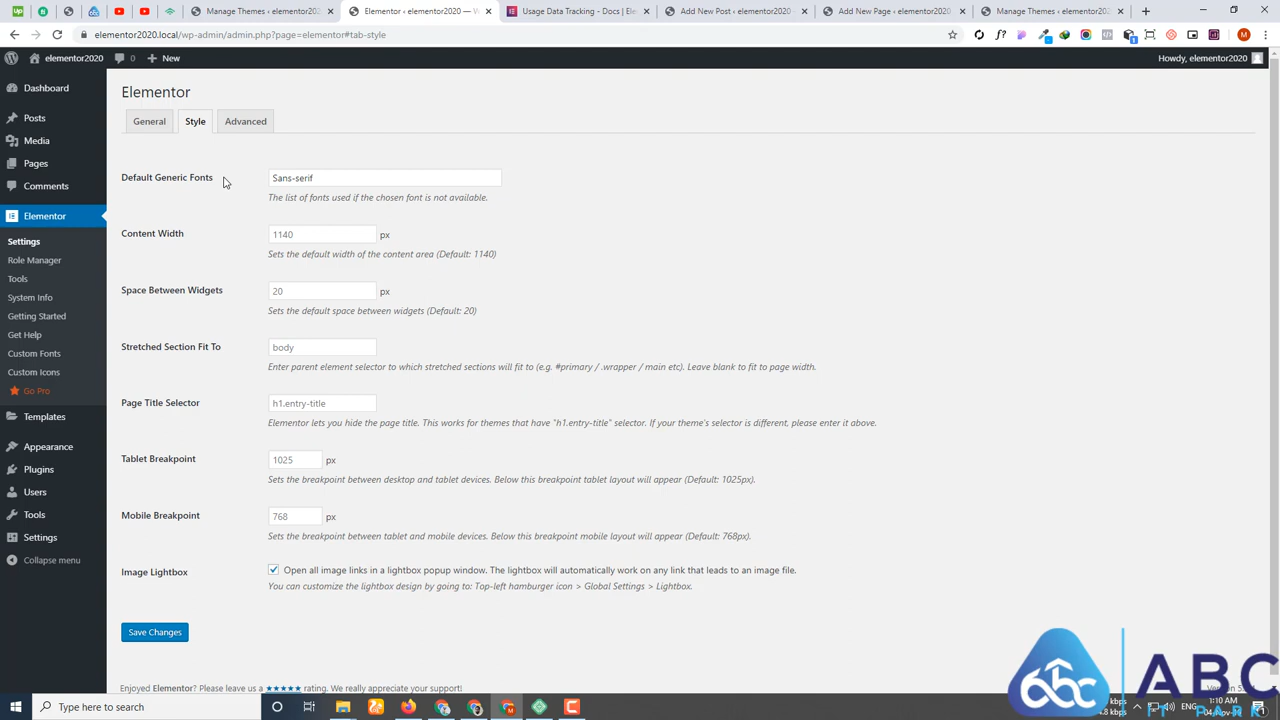 Manage Themes ‹ elementor2020
Elementor ‹ elementor2020 — W
Usage Data Tracking - Docs | Ele
Add New Post ‹ elementor2020
Add New Page ‹ elementor2020
Manage Themes ‹ elementor2020
elementor2020.local/wp-admin/admin.php?page=elementor#tab-style
elementor2020
0
New
Howdy, elementor2020
Dashboard
Posts
Media
Pages
Comments
Elementor
Settings
Role Manager
Tools
System Info
Getting Started
Get Help
Custom Fonts
Custom Icons
Go Pro
Templates
Appearance
Plugins
Users
Tools
Settings
Collapse menu
Elementor
General
Style
Advanced
Default Generic Fonts
Sans-serif
The list of fonts used if the chosen font is not available.
Content Width
1140 px
Sets the default width of the content area (Default: 1140)
Space Between Widgets
20 px
Sets the default space between widgets (Default: 20)
Stretched Section Fit To
body
Enter parent element selector to which stretched sections will fit to (e.g. #primary / .wrapper / main etc). Leave blank to fit to page width.
Page Title Selector
h1.entry-title
Elementor lets you hide the page title. This works for themes that have "h1.entry-title" selector. If your theme's selector is different, please enter it above.
Tablet Breakpoint
1025 px
Sets the breakpoint between desktop and tablet devices. Below this breakpoint tablet layout will appear (Default: 1025px).
Mobile Breakpoint
768 px
Sets the breakpoint between tablet and mobile devices. Below this breakpoint mobile layout will appear (Default: 768px).
Image Lightbox
Open all image links in a lightbox popup window. The lightbox will automatically work on any link that leads to an image file.
You can customize the lightbox design by going to: Top-left hamburger icon > Global Settings > Lightbox.
Save Changes
Enjoyed Elementor? Please leave us a ★★★★★ rating. We really appreciate your support!
abc
ABC
Type here to search
1:10 AM